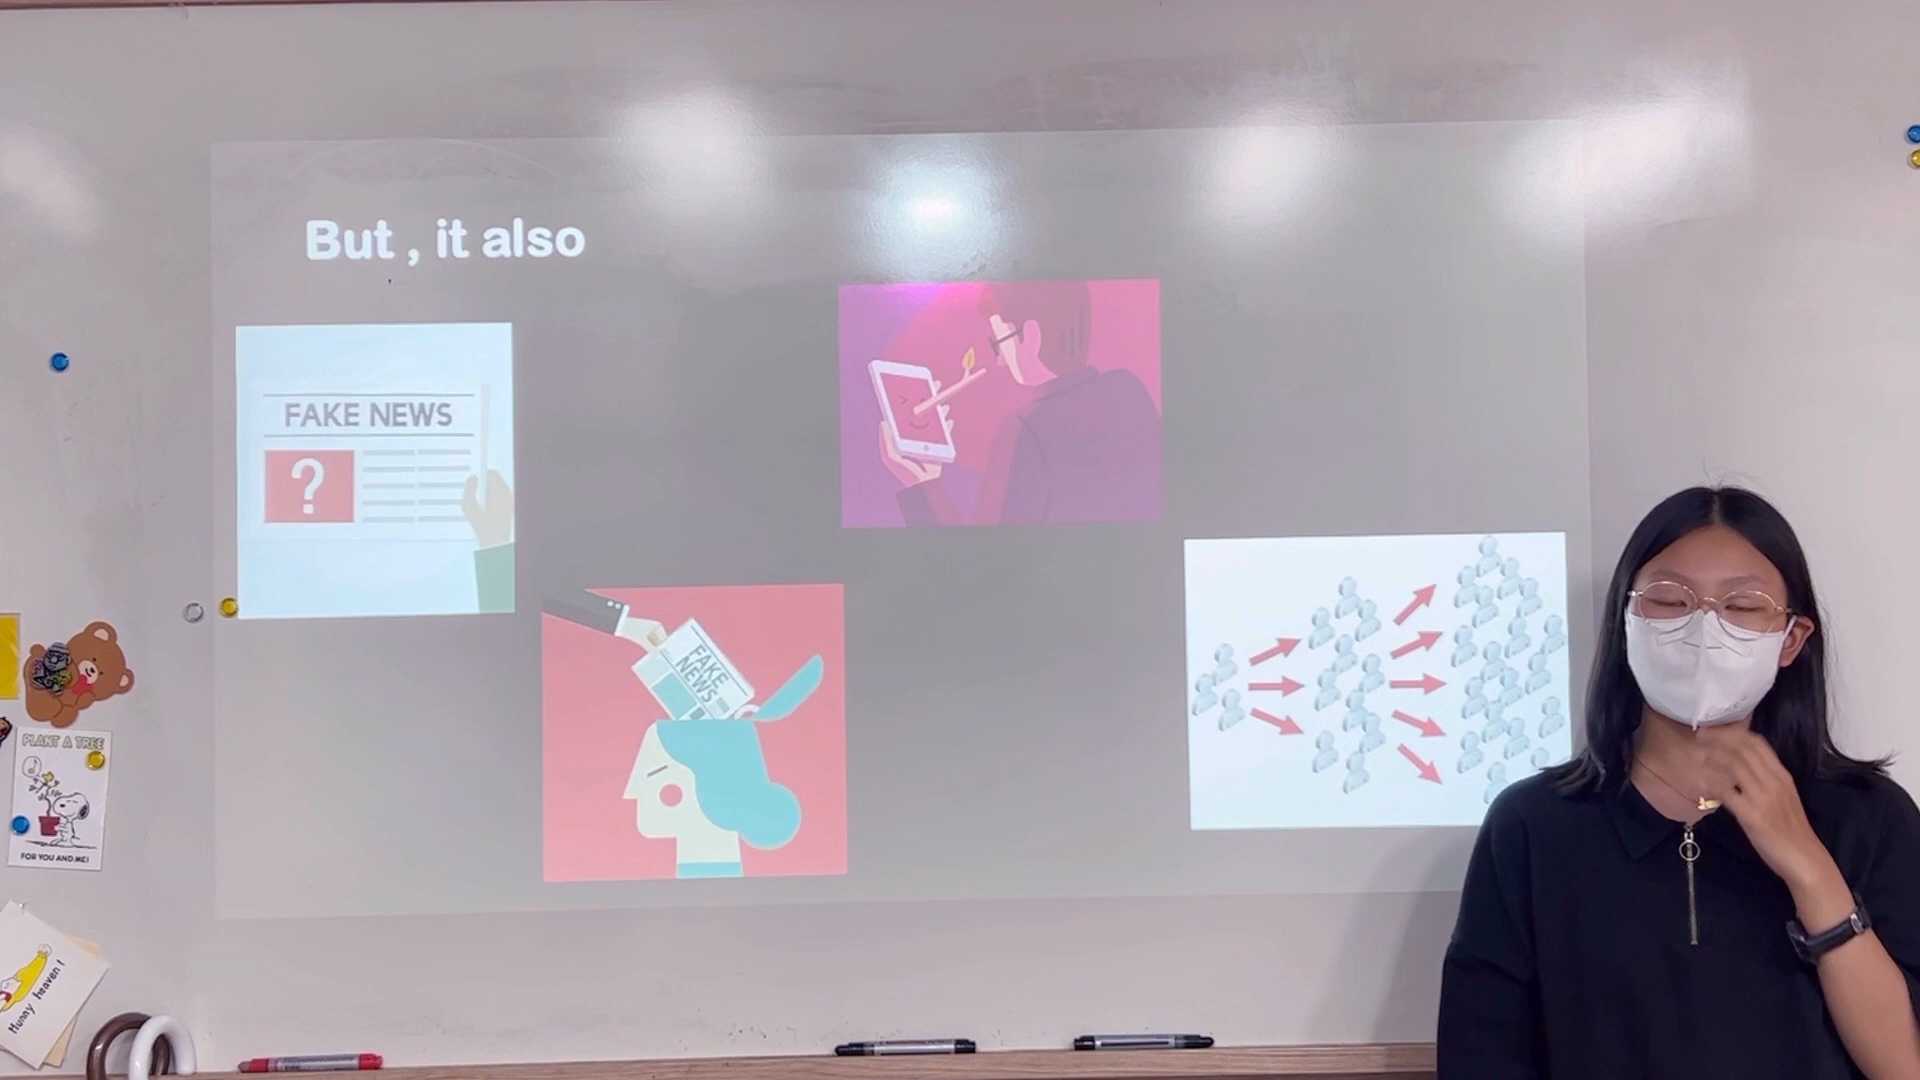 But , it also
FAKE NEWS
?
FAKE
NEWS
PLANT A TREE
FOR YOU AND ME!
Hunny heaven!